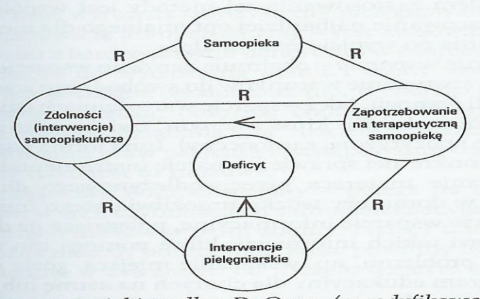 Samoopieka
R
R
R
Zdolności
(interwencje)
samoopiekuńcze
Zapotrzebowanie
na terapeutyczną
samoopiekę
Deficyt
R
R
Interwencje
pielęgniarskie